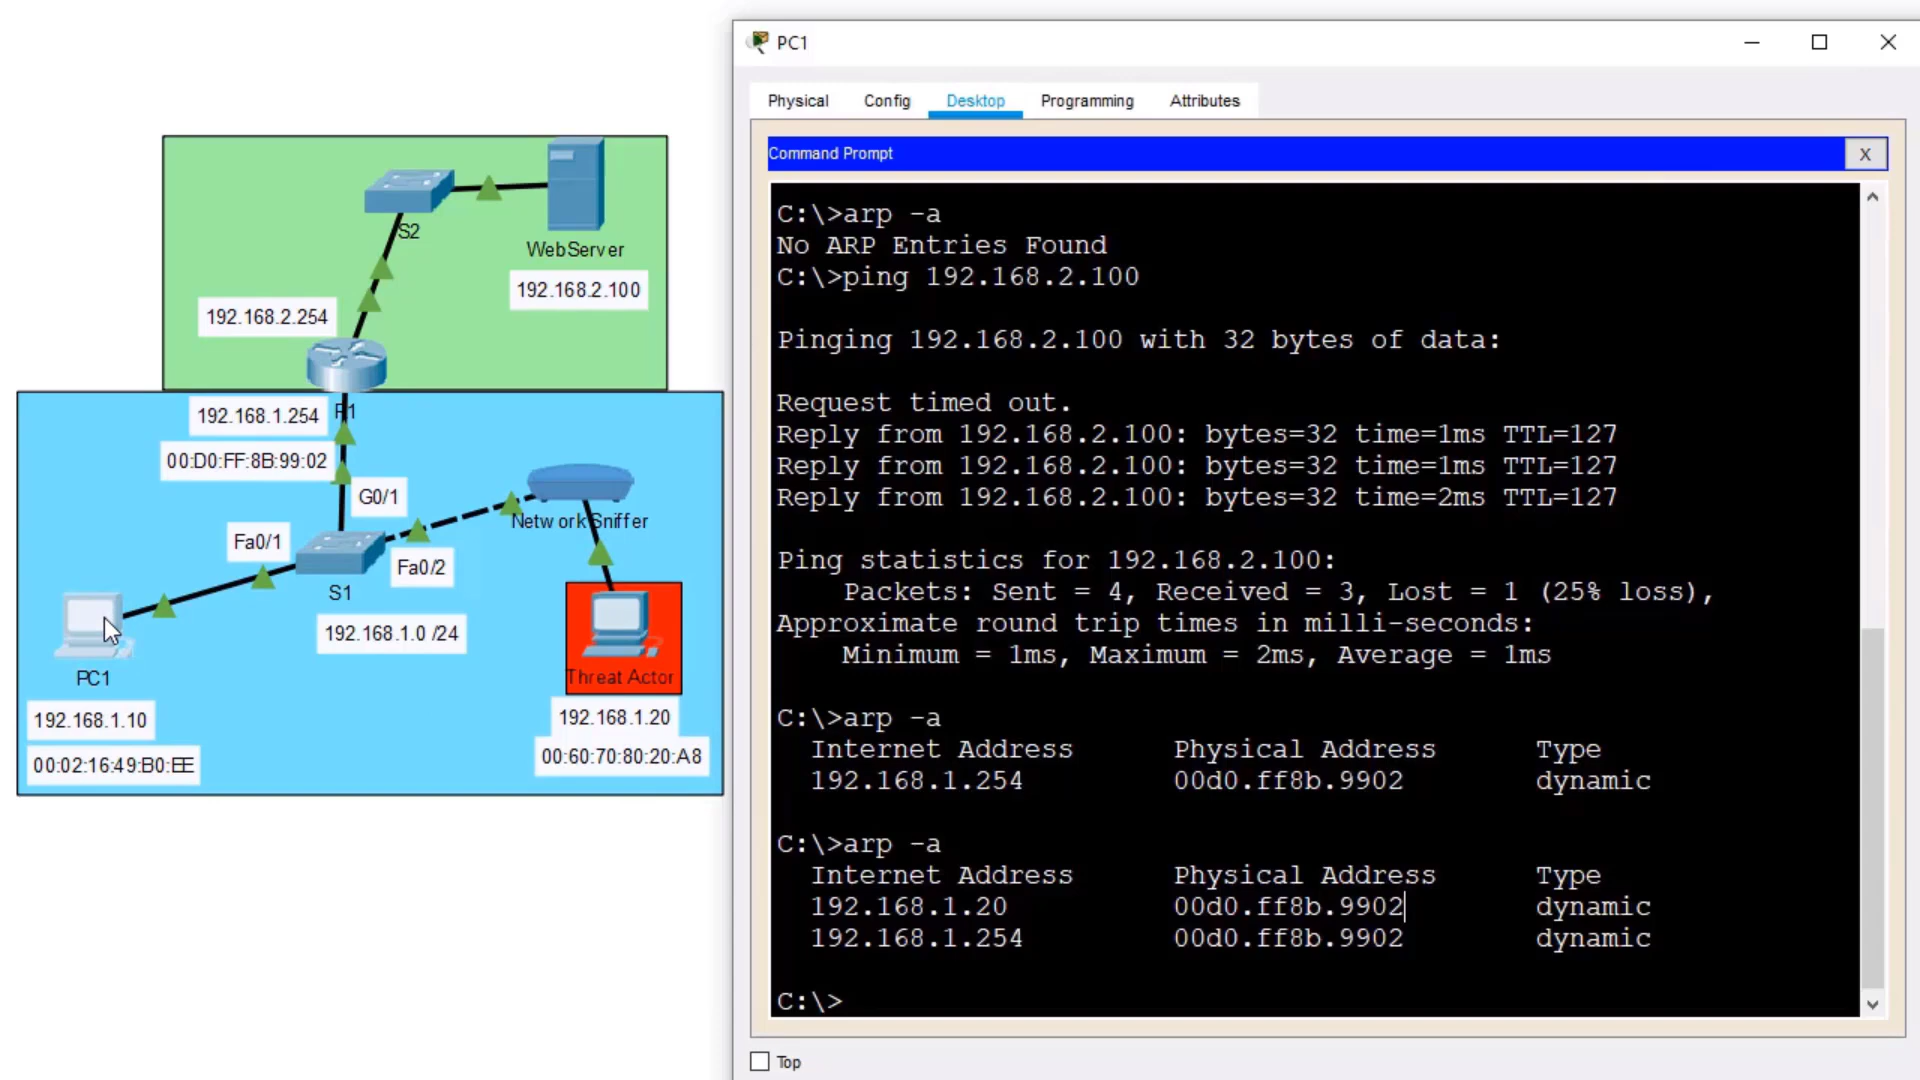 S2
WebServer
192.168.2.100
192.168.2.254
192.168.1.254
R1
00:D0:FF:8B:99:02
G0/1
Network Sniffer
Fa0/1
Fa0/2
S1
192.168.1.0 /24
PC1
192.168.1.10
00:02:16:49:B0:EE
Threat Actor
192.168.1.20
00:60:70:80:20:A8
PC1
Physical Config Desktop Programming Attributes
Command Prompt X
C:\>arp -a
No ARP Entries Found
C:\>ping 192.168.2.100
Pinging 192.168.2.100 with 32 bytes of data:
Request timed out.
Reply from 192.168.2.100: bytes=32 time=1ms TTL=127
Reply from 192.168.2.100: bytes=32 time=1ms TTL=127
Reply from 192.168.2.100: bytes=32 time=2ms TTL=127
Ping statistics for 192.168.2.100:
Packets: Sent = 4, Received = 3, Lost = 1 (25% loss),
Approximate round trip times in milli-seconds:
Minimum = 1ms, Maximum = 2ms, Average = 1ms
C:\>arp -a
Internet Address Physical Address Type
192.168.1.254 00d0.ff8b.9902 dynamic
C:\>arp -a
Internet Address Physical Address Type
192.168.1.20 00d0.ff8b.9902 dynamic
192.168.1.254 00d0.ff8b.9902 dynamic
C:\>
Top